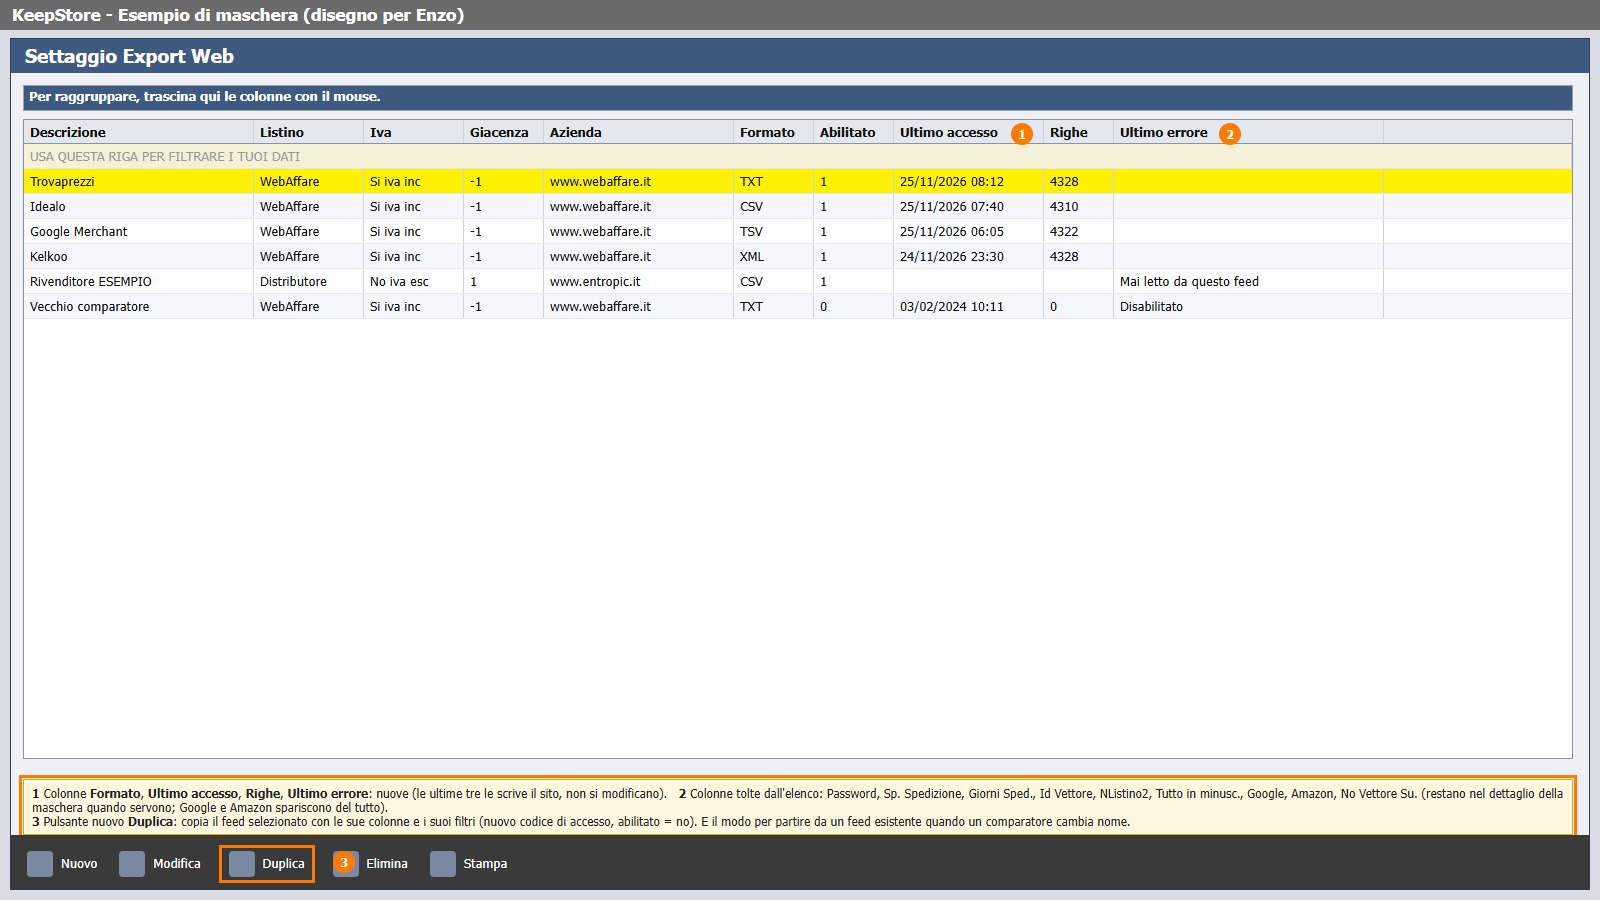 KeepStore - Esempio di maschera (disegno per Enzo)
Settaggio Export Web
Per raggruppare, trascina qui le colonne con il mouse.
Descrizione Listino Iva Giacenza Azienda Formato Abilitato Ultimo accesso 1 Righe Ultimo errore 2
USA QUESTA RIGA PER FILTRARE I TUOI DATI
Trovaprezzi WebAffare Si iva inc -1 www.webaffare.it TXT 1 25/11/2026 08:12 4328
Idealo WebAffare Si iva inc -1 www.webaffare.it CSV 1 25/11/2026 07:40 4310
Google Merchant WebAffare Si iva inc -1 www.webaffare.it TSV 1 25/11/2026 06:05 4322
Kelkoo WebAffare Si iva inc -1 www.webaffare.it XML 1 24/11/2026 23:30 4328
Rivenditore ESEMPIO Distributore No iva esc 1 www.entropic.it CSV 1 Mai letto da questo feed
Vecchio comparatore WebAffare Si iva inc -1 www.webaffare.it TXT 0 03/02/2024 10:11 0 Disabilitato
1 Colonne Formato, Ultimo accesso, Righe, Ultimo errore: nuove (le ultime tre le scrive il sito, non si modificano). 2 Colonne tolte dall'elenco: Password, Sp. Spedizione, Giorni Sped., Id Vettore, NListino2, Tutto in minusc., Google, Amazon, No Vettore Su. (restano nel dettaglio della
maschera quando servono; Google e Amazon spariscono del tutto).
3 Pulsante nuovo Duplica: copia il feed selezionato con le sue colonne e i suoi filtri (nuovo codice di accesso, abilitato = no). E il modo per partire da un feed esistente quando un comparatore cambia nome.
Nuovo Modifica Duplica 3 Elimina Stampa